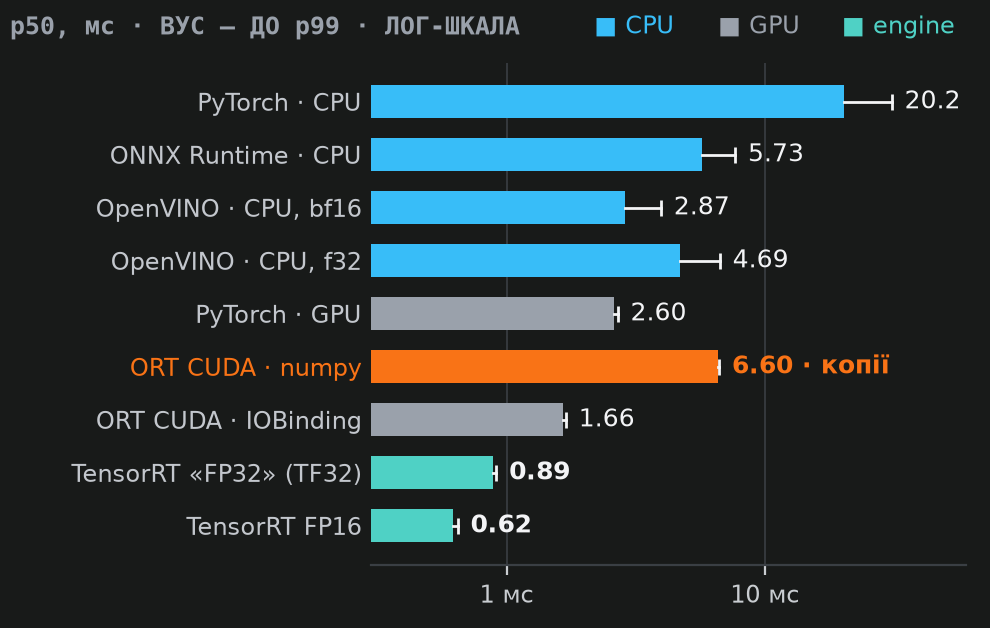 p50, мс · ВУС — ДО p99 · ЛОГ-ШКАЛА
CPU
GPU
engine
PyTorch · CPU 20.2
ONNX Runtime · CPU 5.73
OpenVINO · CPU, bf16 2.87
OpenVINO · CPU, f32 4.69
PyTorch · GPU 2.60
ORT CUDA · numpy 6.60 · копії
ORT CUDA · IOBinding 1.66
TensorRT «FP32» (TF32) 0.89
TensorRT FP16 0.62
1 мс 10 мс